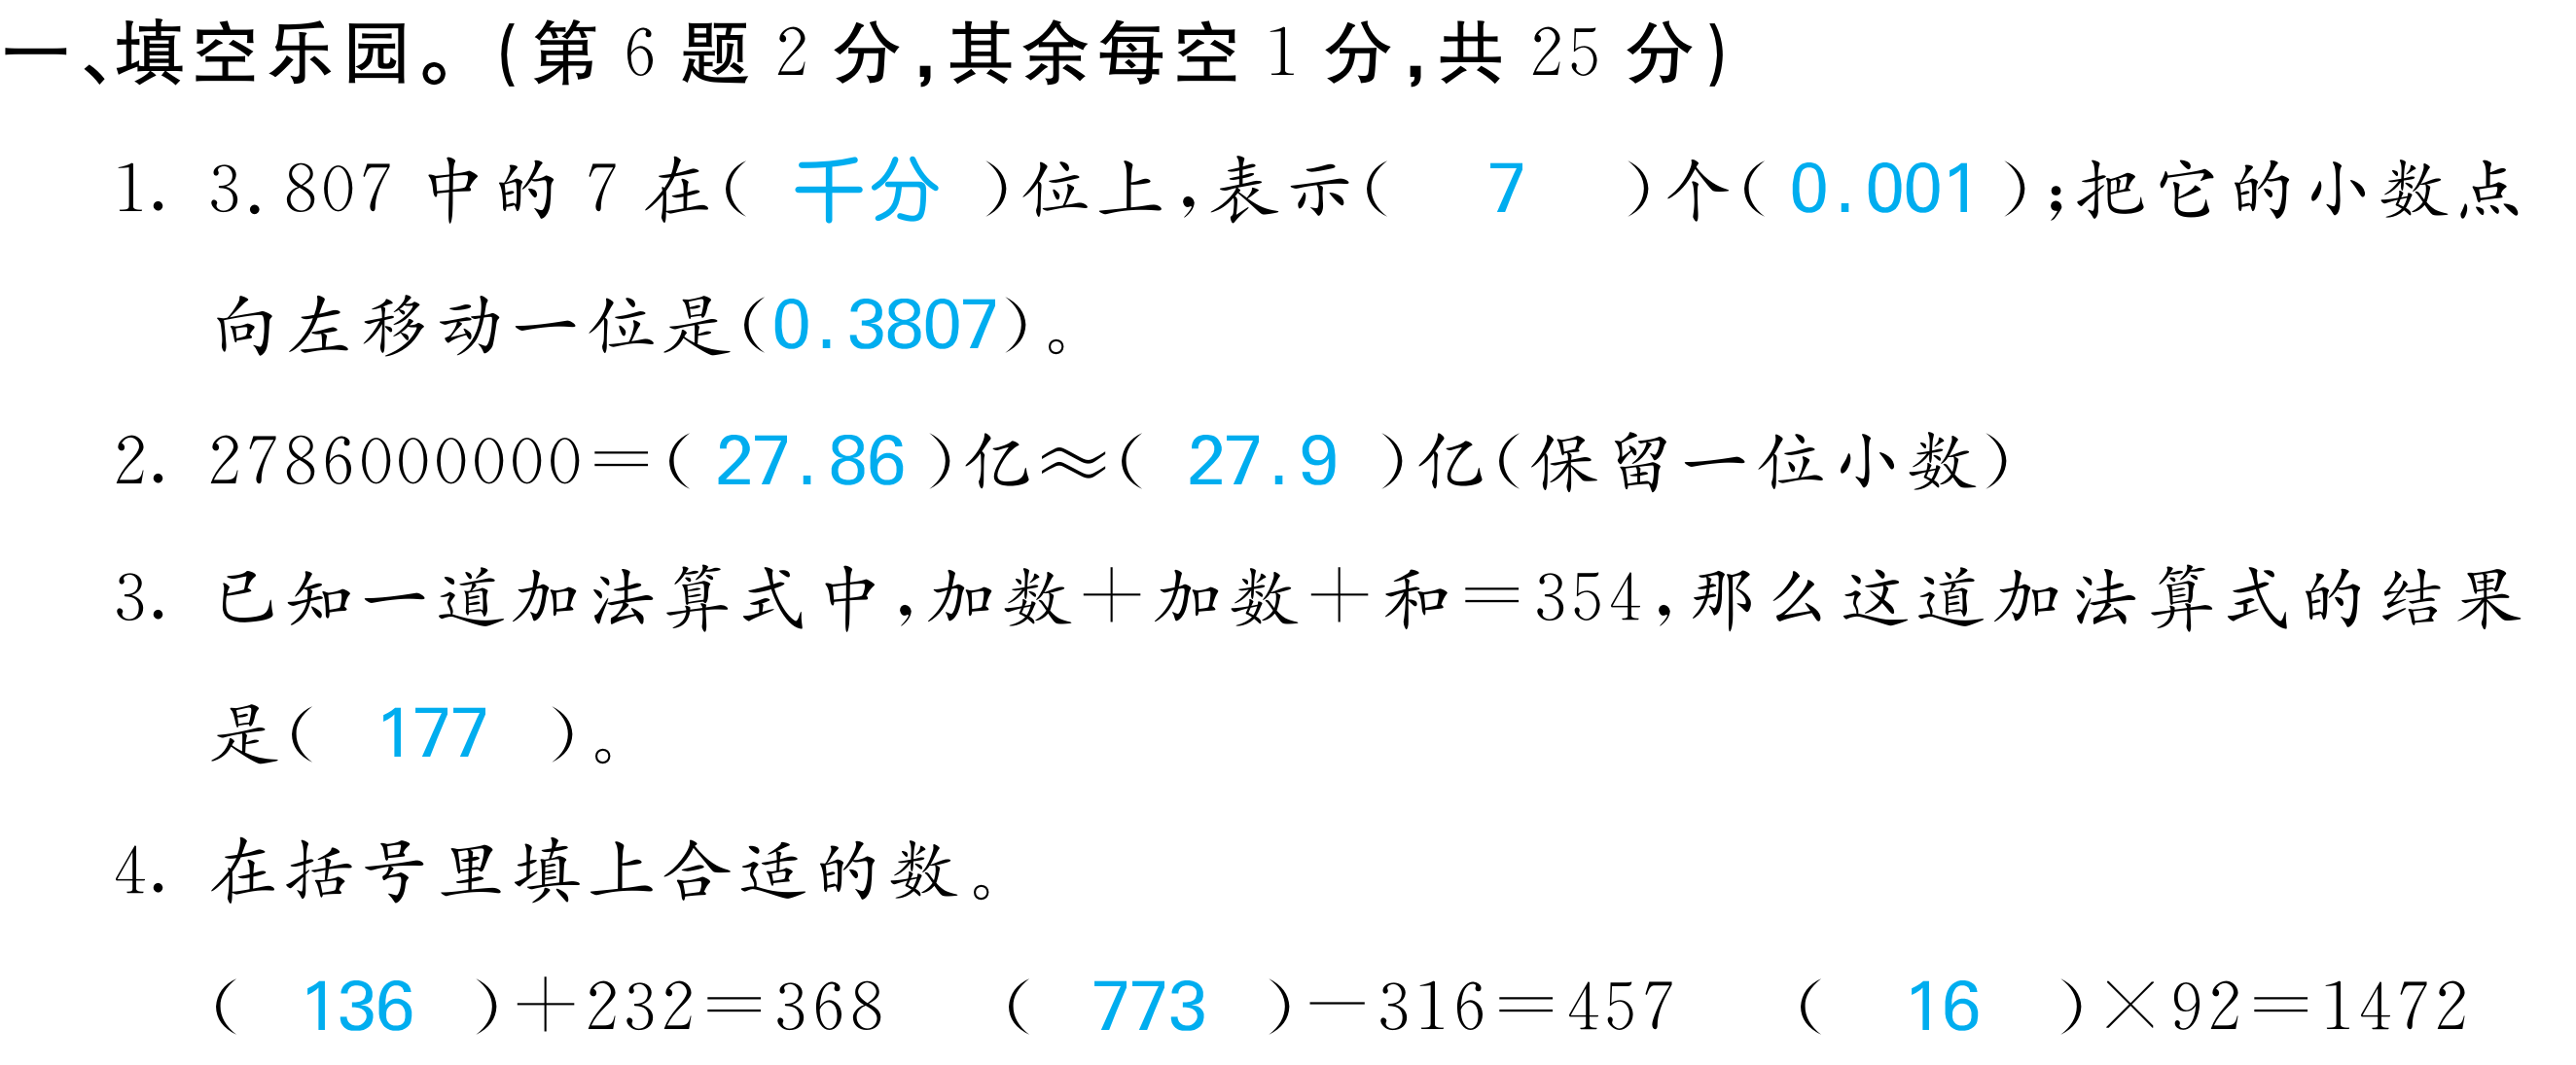 一、填空乐园。(第 6 题 2 分,其余每空 1 分,共 25 分)
1. 3.807 中的 7 在( 千分 )位上,表示( 7 )个( 0.001 );把它的小数点
向左移动一位是(0.3807)。
2. 2786000000=( 27.86 )亿≈( 27.9 )亿(保留一位小数)
3. 已知一道加法算式中,加数+加数+和=354,那么这道加法算式的结果
是( 177 )。
4. 在括号里填上合适的数。
( 136 )+232=368 ( 773 )-316=457 ( 16 )×92=1472